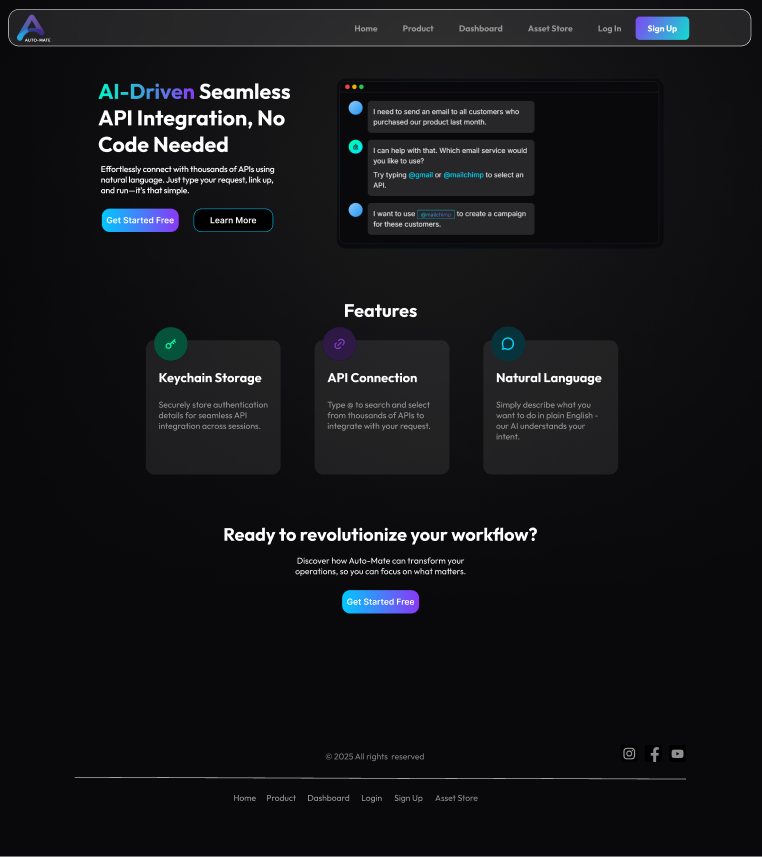 AUTO-MATE
Home Product Dashboard Asset Store Log In Sign Up
AI-Driven Seamless
API Integration, No
Code Needed
Effortlessly connect with thousands of APIs using
natural language. Just type your request, link up,
and run—it's that simple.
Get Started Free Learn More
I need to send an email to all customers who
purchased our product last month.
I can help with that. Which email service would
you like to use?
Try typing @gmail or @mailchimp to select an
API.
I want to use @mailchimp to create a campaign
for these customers.
Features
Keychain Storage
Securely store authentication
details for seamless API
integration across sessions.
API Connection
Type @ to search and select
from thousands of APIs to
integrate with your request.
Natural Language
Simply describe what you
want to do in plain English -
our AI understands your
intent.
Ready to revolutionize your workflow?
Discover how Auto-Mate can transform your
operations, so you can focus on what matters.
Get Started Free
© 2025 All rights reserved
Home Product Dashboard Login Sign Up Asset Store